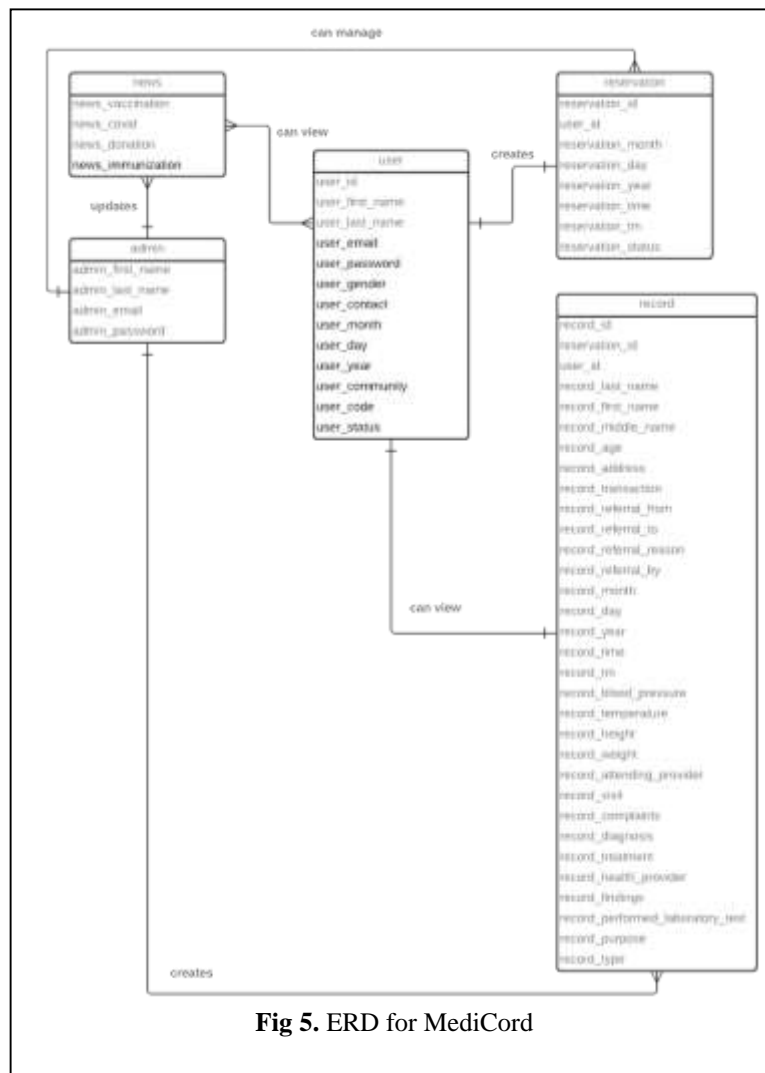 can manage
news
news_vaccination
news_covid
news_donation
news_immunization
can view
updates
admin
admin_first_name
admin_last_name
admin_email
admin_password
user
user_id
user_first_name
user_last_name
user_email
user_password
user_gender
user_contact
user_month
user_day
user_year
user_community
user_code
user_status
creates
reservation
reservation_id
user_id
reservation_month
reservation_day
reservation_year
reservation_time
reservation_tm
reservation_status
record
record_id
reservation_id
user_id
record_last_name
record_first_name
record_middle_name
record_age
record_address
record_transaction
record_referral_from
record_referral_to
record_referral_reason
record_referral_by
record_month
record_day
record_year
record_time
record_tm
record_blood_pressure
record_temperature
record_height
record_weight
record_attending_provider
record_visit
record_complaints
record_diagnosis
record_treatment
record_health_provider
record_findings
record_performed_laboratory_test
record_purpose
record_type
can view
creates
Fig 5. ERD for MediCord